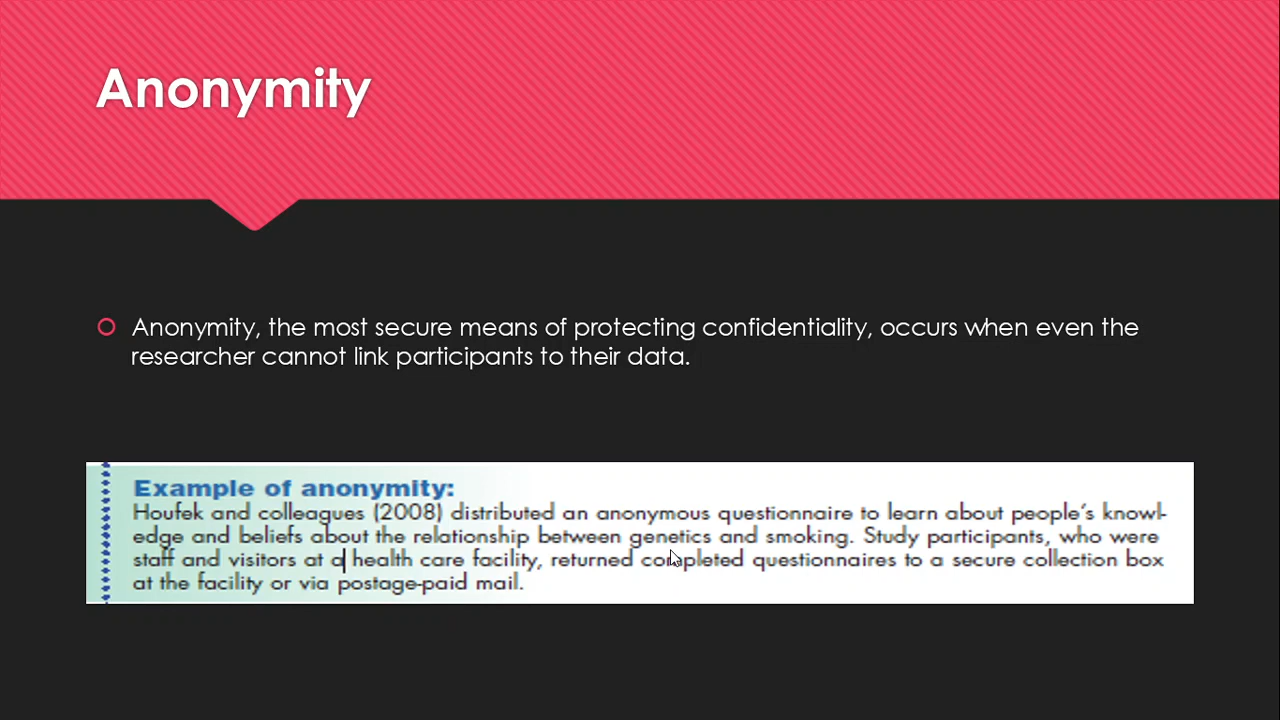 Anonymity
Anonymity, the most secure means of protecting confidentiality, occurs when even the
researcher cannot link participants to their data.
Example of anonymity:
Houfek and colleagues (2008) distributed an anonymous questionnaire to learn about people's knowl-
edge and beliefs about the relationship between genetics and smoking. Study participants, who were
staff and visitors at a health care facility, returned completed questionnaires to a secure collection box
at the facility or via postage-paid mail.